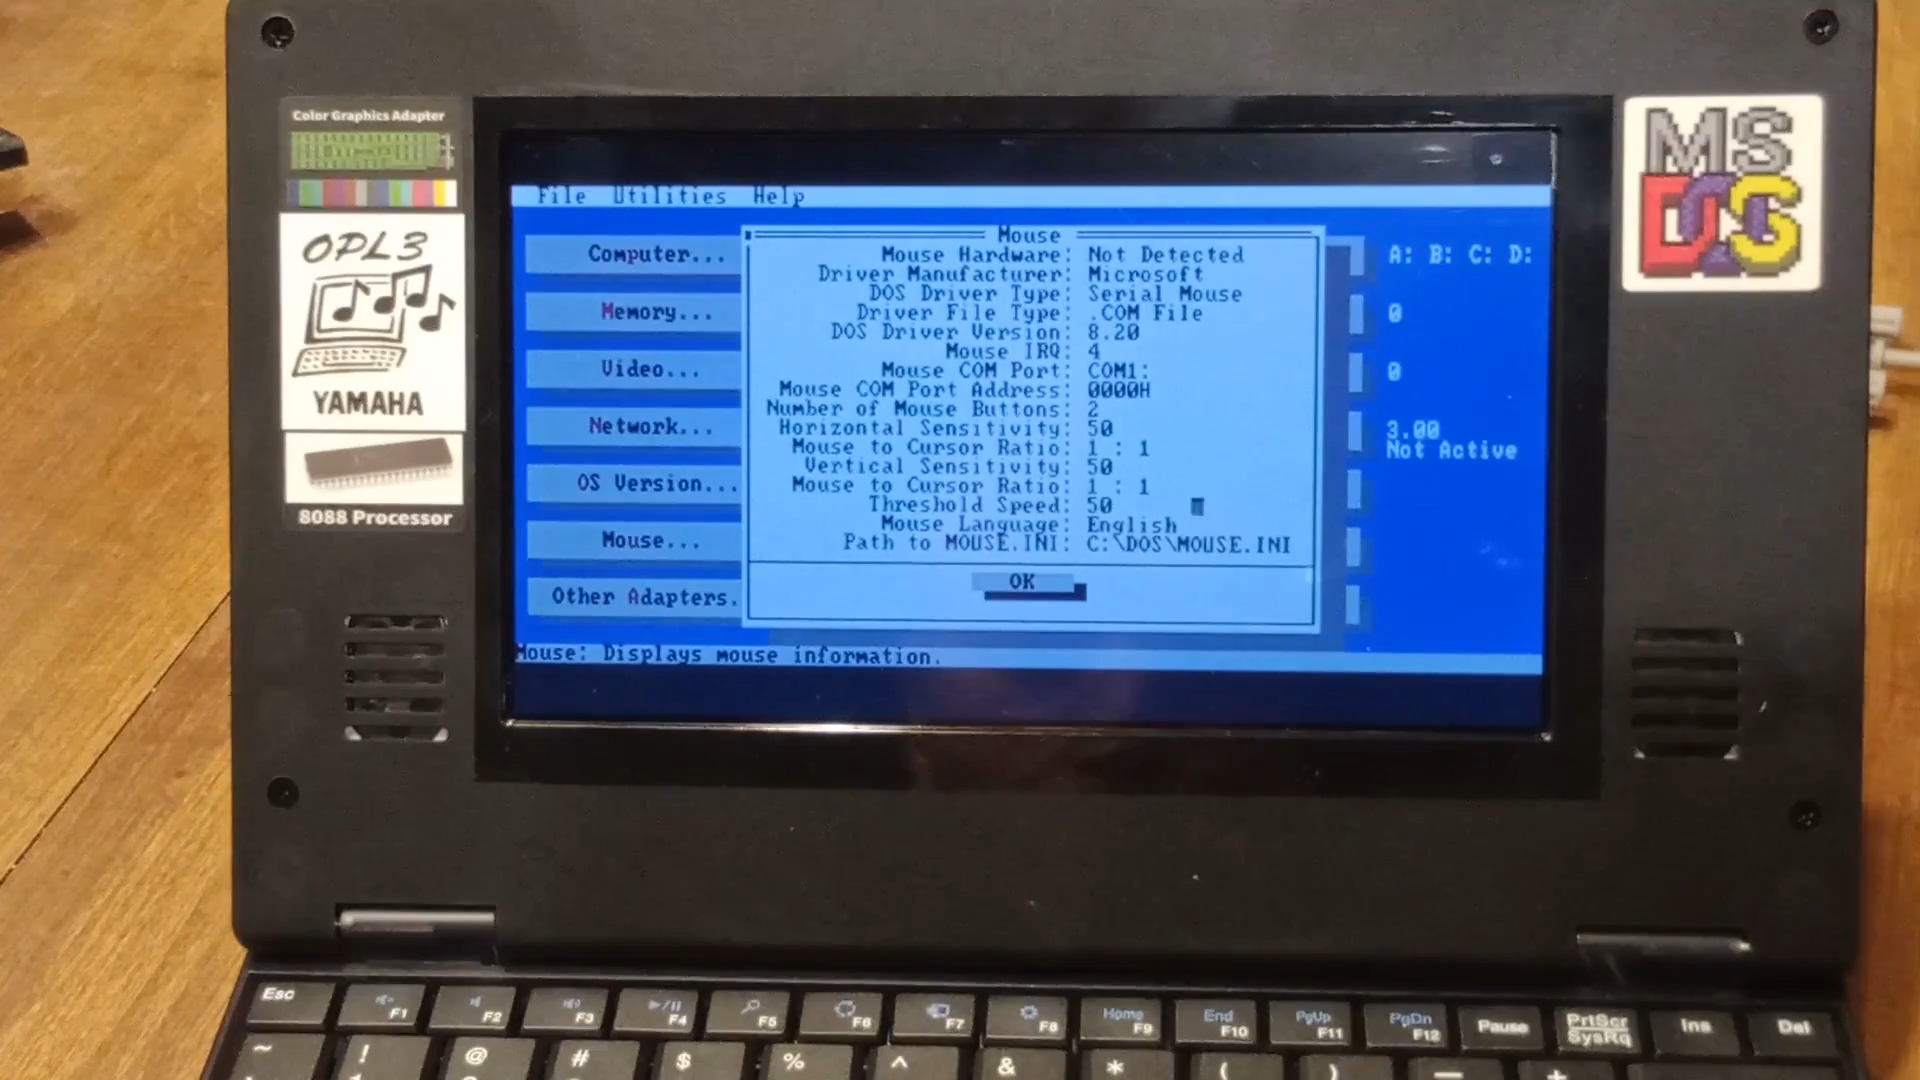 Color Graphics Adapter
OPL3
YAMAHA
8088 Processor
MS
DOS
File Utilities Help
Computer...
Memory...
Video...
Network...
OS Version...
Mouse...
Other Adapters.
Mouse
Mouse Hardware: Not Detected
Driver Manufacturer: Microsoft
DOS Driver Type: Serial Mouse
Driver File Type: .COM File
DOS Driver Version: 8.20
Mouse IRQ: 4
Mouse COM Port: COM1:
Mouse COM Port Address: 0000H
Number of Mouse Buttons: 2
Horizontal Sensitivity: 50
Mouse to Cursor Ratio: 1 : 1
Vertical Sensitivity: 50
Mouse to Cursor Ratio: 1 : 1
Threshold Speed: 50
Mouse Language: English
Path to MOUSE.INI: C:\DOS\MOUSE.INI
OK
A: B: C: D:
0
0
3.00
Not Active
Mouse: Displays mouse information.
Esc F1 F2 F3 F4 F5 F6 F7 F8 Home F9 End F10 PgUp F11 PgDn F12 Pause PrtScr SysRq Ins Del
~ ! @ # $ % ^ & * ( ) — +